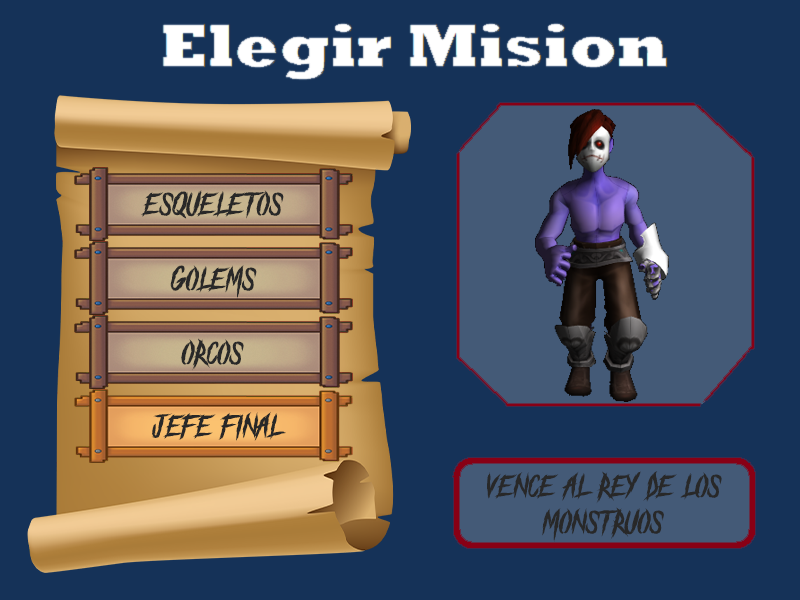 Elegir Mision
ESQUELETOS
GOLEMS
ORCOS
JEFE FINAL
VENCE AL REY DE LOS
MONSTRUOS